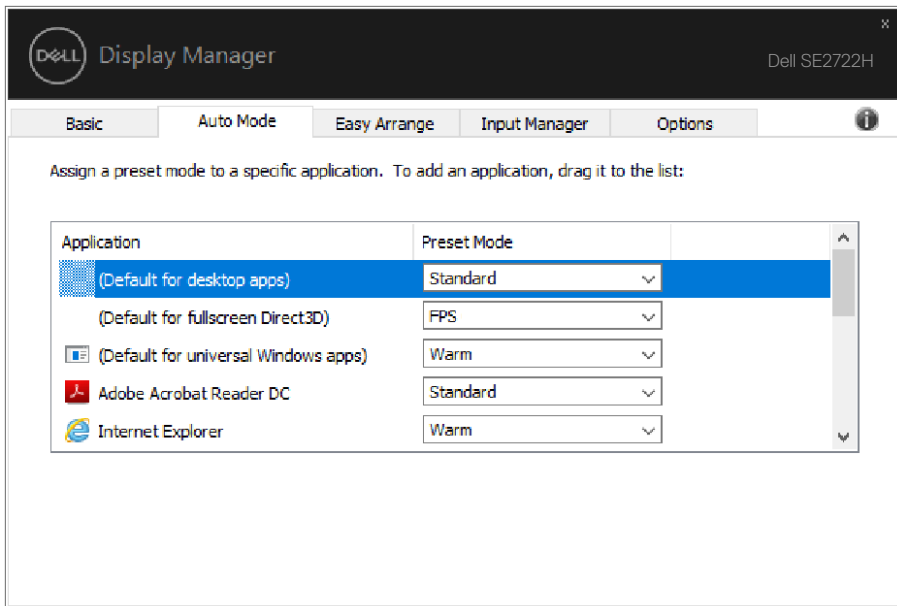 DELL Display Manager
x
Dell SE2722H
Basic Auto Mode Easy Arrange Input Manager Options
Assign a preset mode to a specific application. To add an application, drag it to the list:
Application Preset Mode
(Default for desktop apps) Standard
(Default for fullscreen Direct3D) FPS
(Default for universal Windows apps) Warm
Adobe Acrobat Reader DC Standard
Internet Explorer Warm